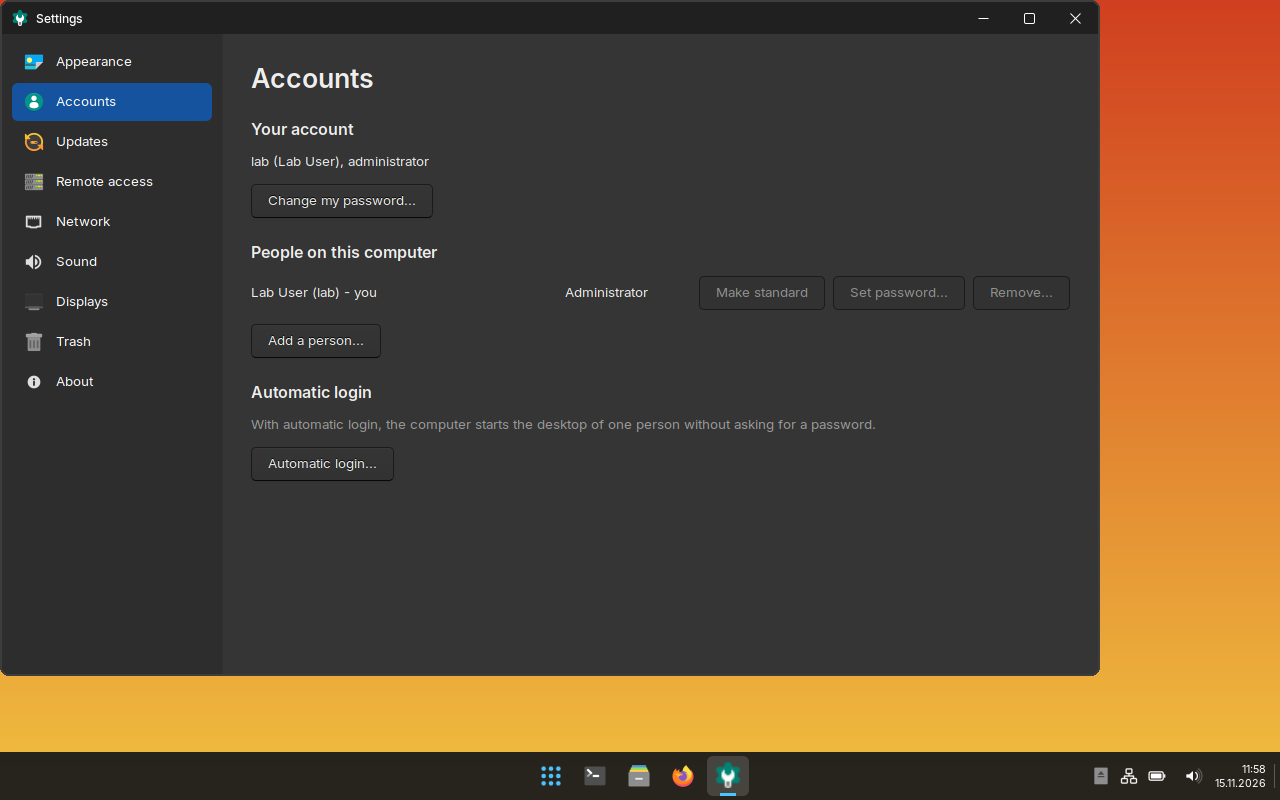 Settings
Appearance
Accounts
Updates
Remote access
Network
Sound
Displays
Trash
About
Accounts
Your account
lab (Lab User), administrator
Change my password...
People on this computer
Lab User (lab) - you Administrator Make standard Set password... Remove...
Add a person...
Automatic login
With automatic login, the computer starts the desktop of one person without asking for a password.
Automatic login...
11:58
15.11.2026